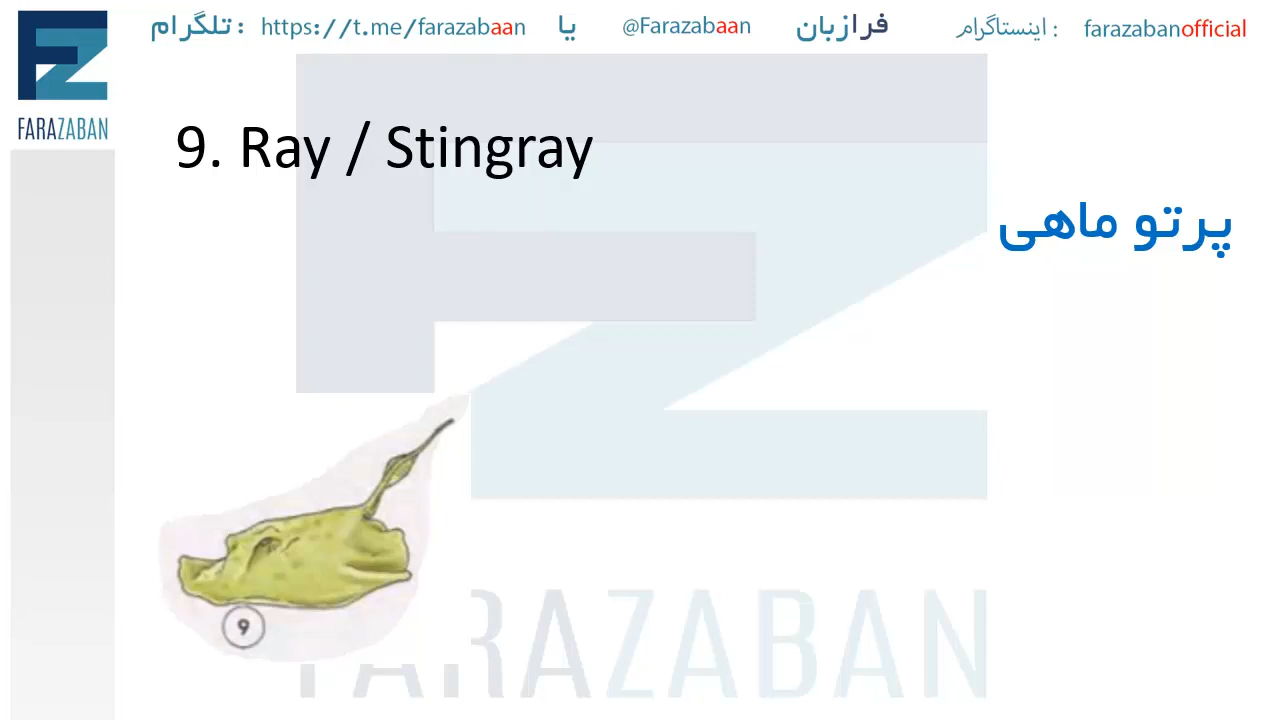 تلگرام : https://t.me/farazabaan یا @Farazabaan فرازبان اینستاگرام : farazabanofficial
FARAZABAN
9. Ray / Stingray
پرتو ماهی
9
FARAZABAN